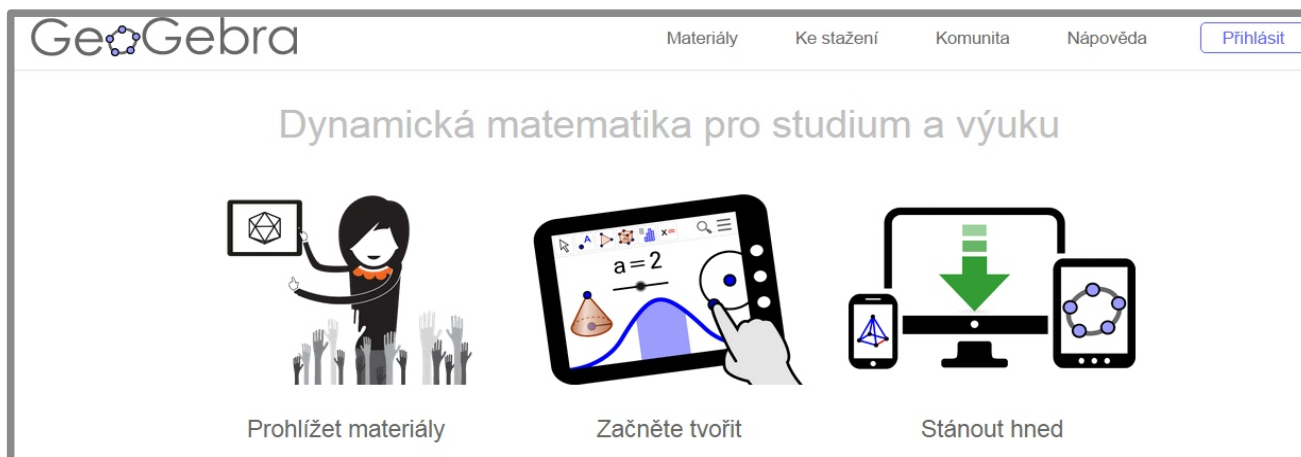 GeoGebra
Materiály Ke stažení Komunita Nápověda Přihlásit
Dynamická matematika pro studium a výuku
A x=
a=2
Prohlížet materiály Začněte tvořit Stánout hned